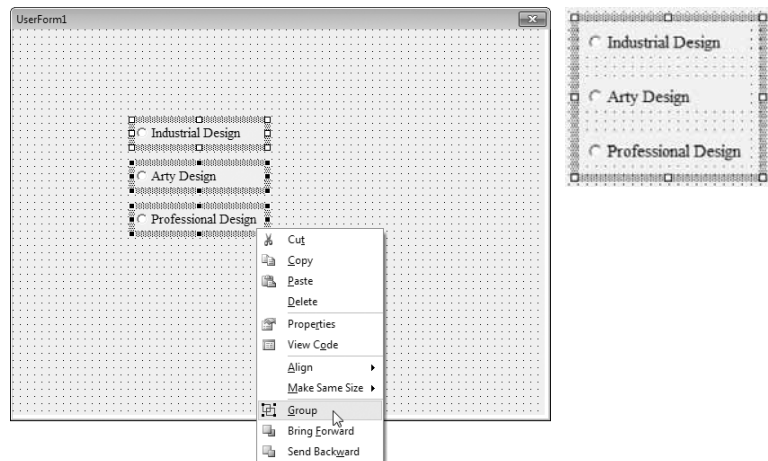 UserForm1
Industrial Design
Arty Design
Professional Design
Cut
Copy
Paste
Delete
Properties
View Code
Align
Make Same Size
Group
Bring Forward
Send Backward
Industrial Design
Arty Design
Professional Design